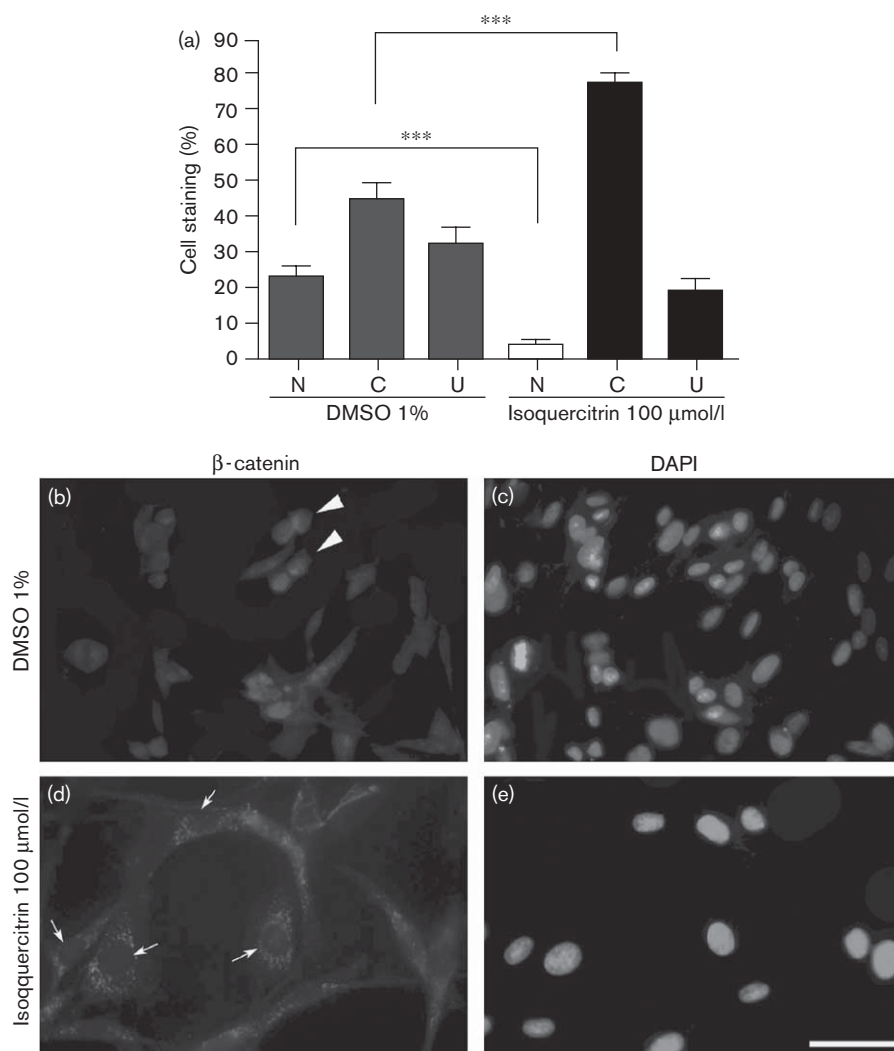 (a)
***
***
Cell staining (%)
90
80
70
60
50
40
30
20
10
0
N C U N C U
DMSO 1% Isoquercitrin 100 μmol/l
β-catenin DAPI
DMSO 1%
(b) (c)
Isoqquercitrin 100 μmol/l
(d) (e)